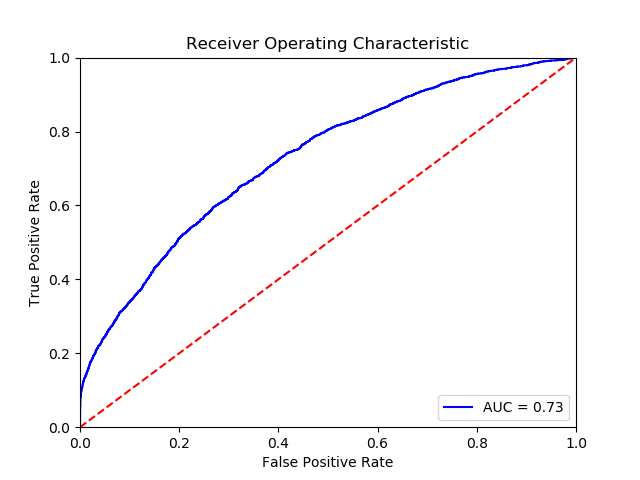 Receiver Operating Characteristic
1.0
0.8
0.6
0.4
0.2
0.0
True Positive Rate
AUC = 0.73
0.0 0.2 0.4 0.6 0.8 1.0
False Positive Rate